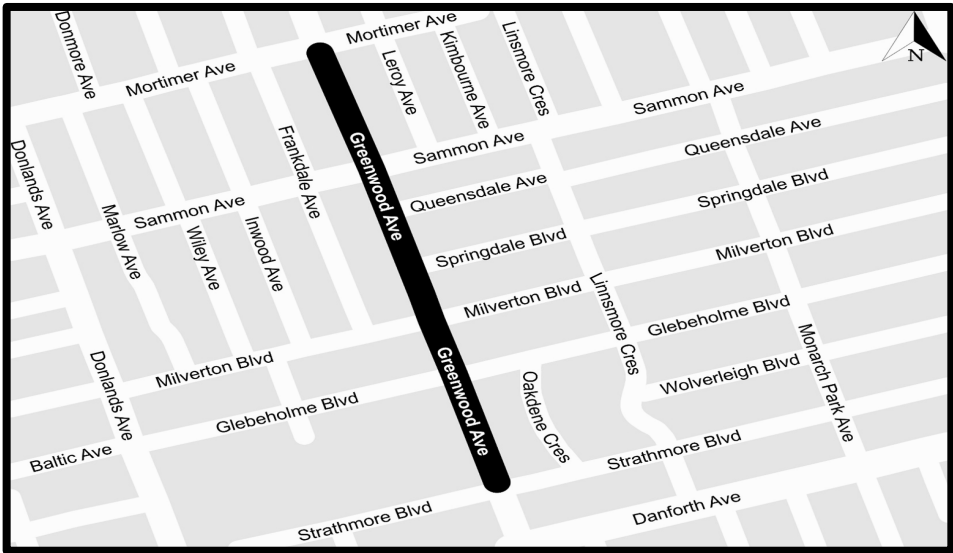 Donmore Ave
Mortimer Ave
Mortimer Ave
Leroy Ave
Kimbourne Ave
Linsmore Cres
N
Sammon Ave
Sammon Ave
Queensdale Ave
Donlands Ave
Frankdale Ave
Greenwood Ave
Queensdale Ave
Springdale Blvd
Marlow Ave
Sammon Ave
Wiley Ave
Inwood Ave
Springdale Blvd
Milverton Blvd
Milverton Blvd
Linnsmore Cres
Glebeholme Blvd
Monarch Park Ave
Donlands Ave
Milverton Blvd
Greenwood Ave
Oakdene Cres
Wolverleigh Blvd
Glebeholme Blvd
Baltic Ave
Strathmore Blvd
Strathmore Blvd
Danforth Ave